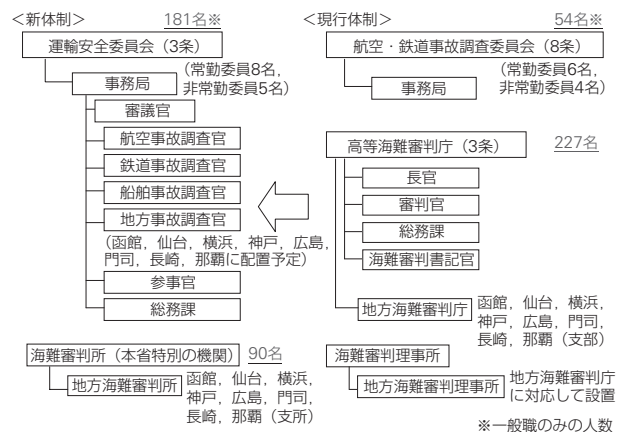 ＜新体制＞ 181名※
運輸安全委員会（3条）
（常勤委員8名，
非常勤委員5名）
事務局
審議官
航空事故調査官
鉄道事故調査官
船舶事故調査官
地方事故調査官
（函館，仙台，横浜，神戸，広島，
門司，長崎，那覇に配置予定）
参事官
総務課
海難審判所（本省特別の機関） 90名
地方海難審判所
函館，仙台，横浜，
神戸，広島，門司，
長崎，那覇（支所）
＜現行体制＞ 54名※
航空・鉄道事故調査委員会（8条）
（常勤委員6名，
非常勤委員4名）
事務局
高等海難審判庁（3条） 227名
長官
審判官
総務課
海難審判書記官
地方海難審判庁
函館，仙台，横浜，
神戸，広島，門司，
長崎，那覇（支部）
海難審判理事所
地方海難審判理事所
地方海難審判庁
に対応して設置
※一般職のみの人数